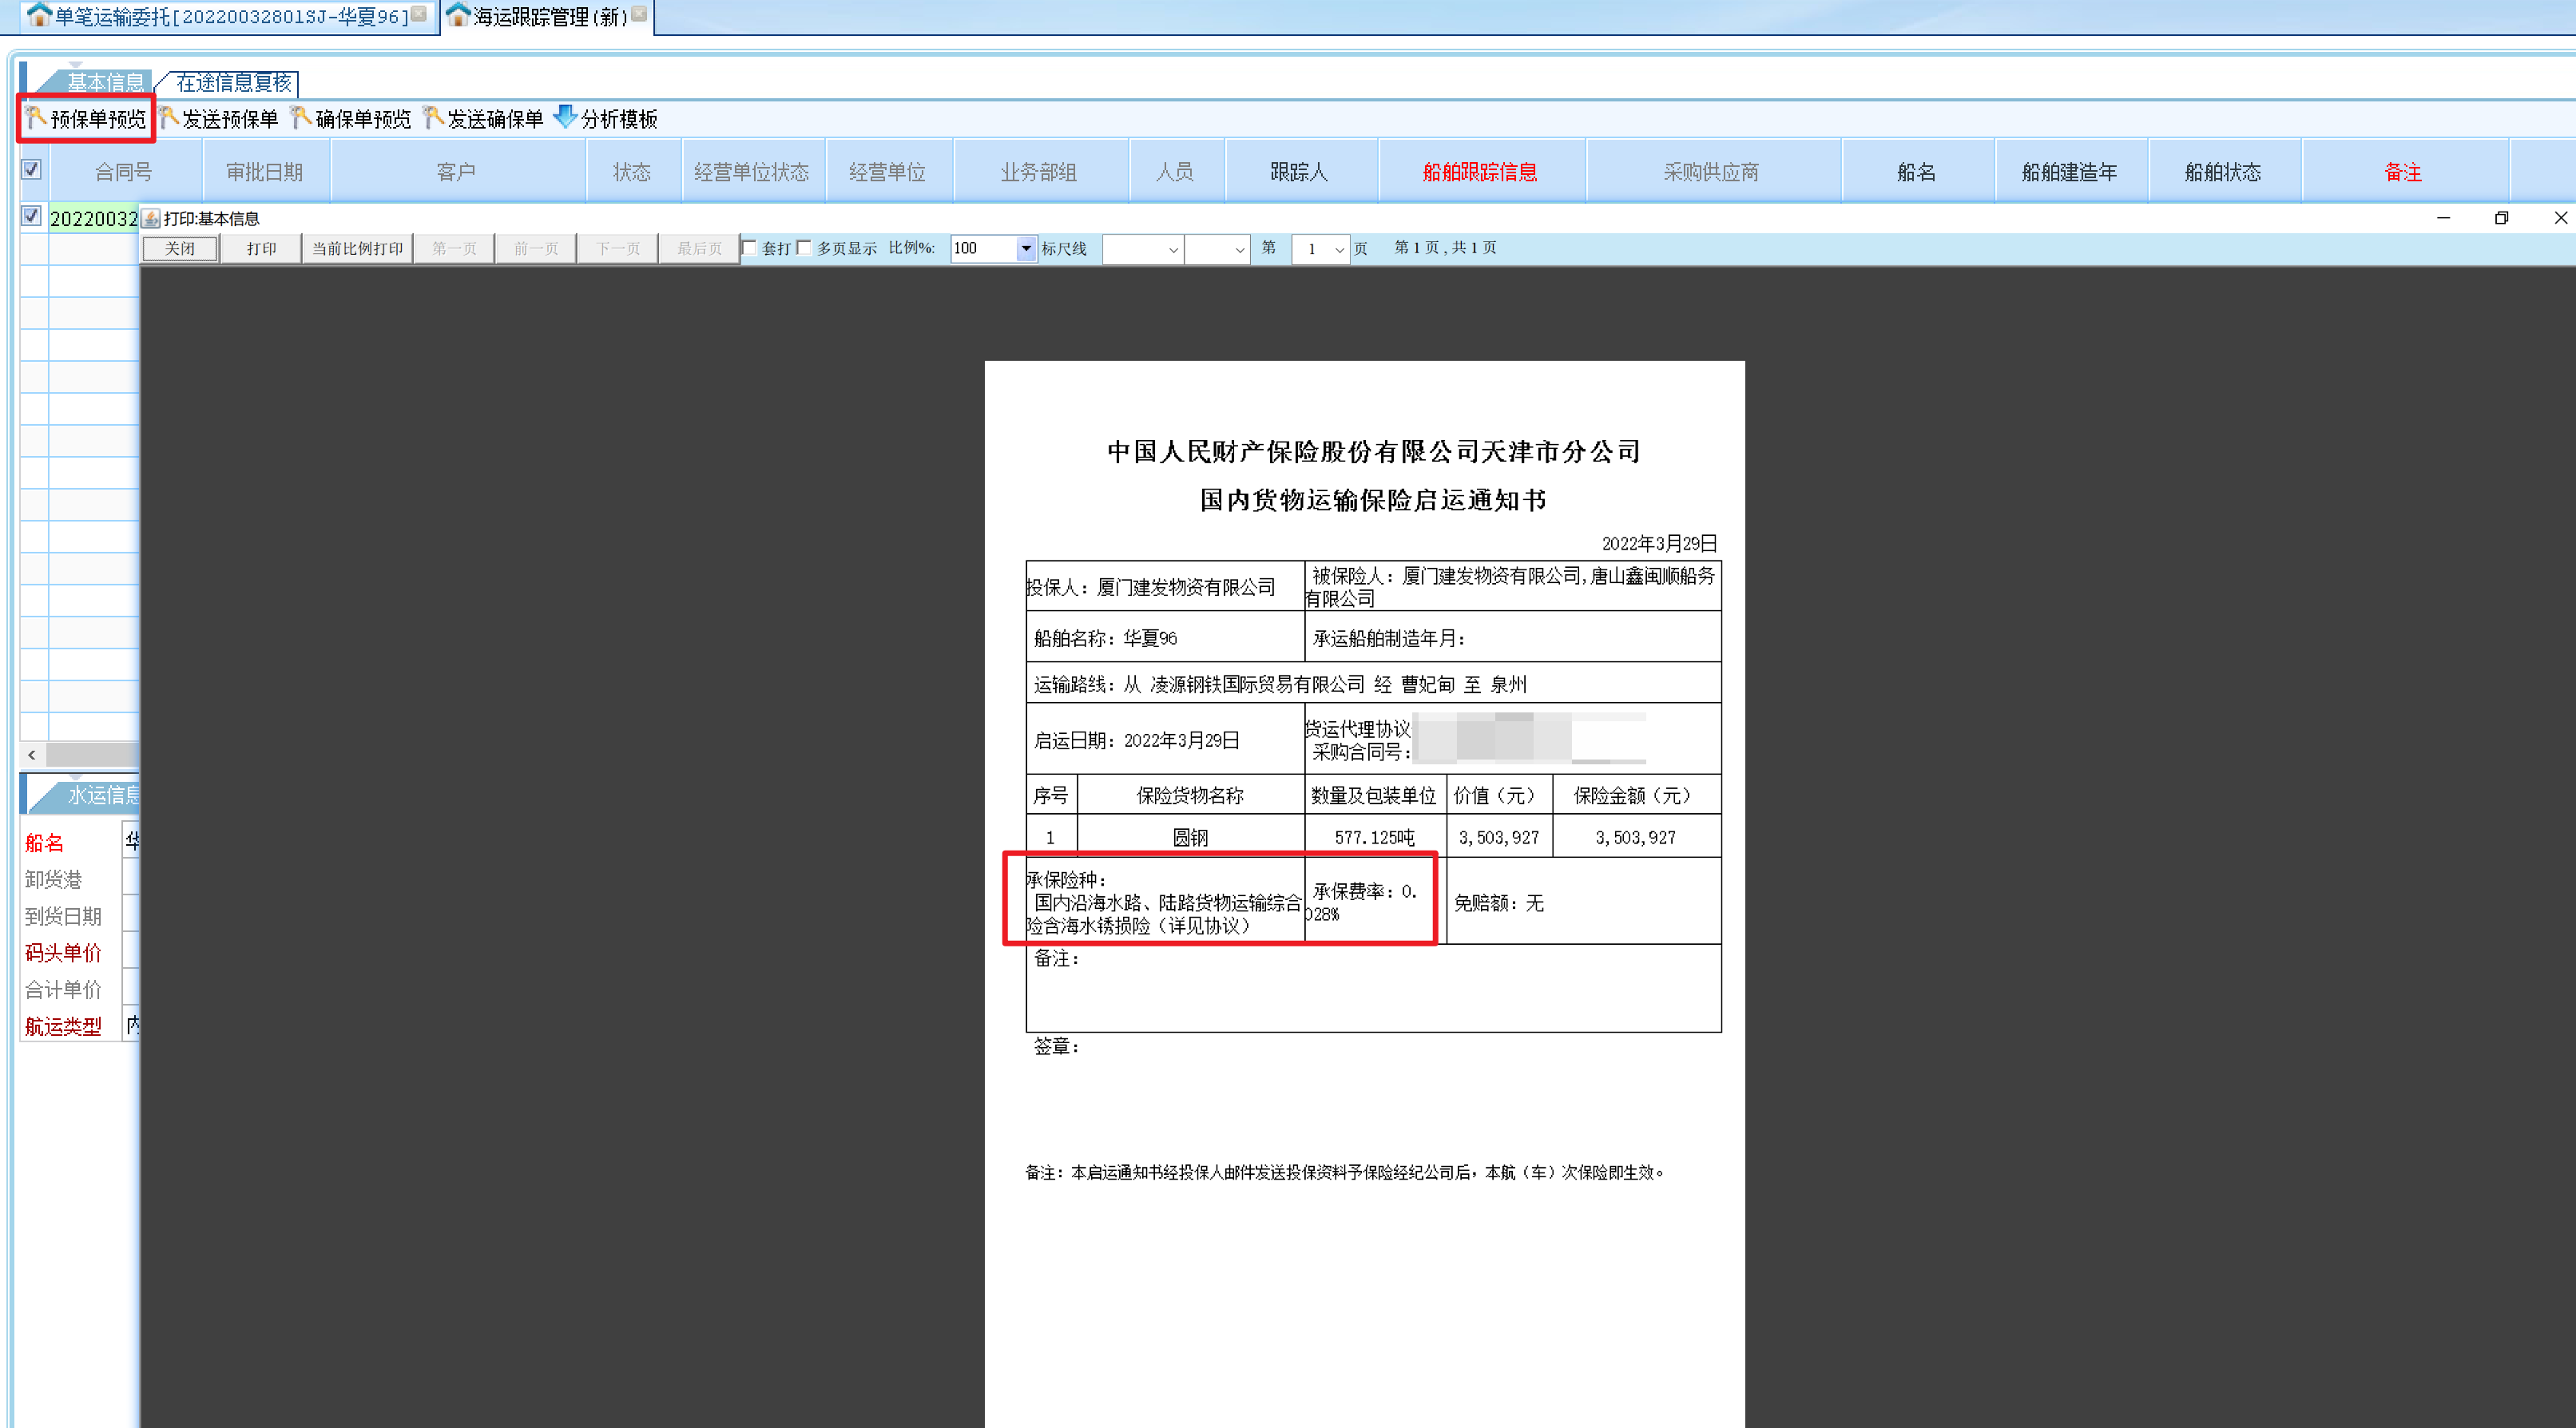 单笔运输委托[20220032801SJ-华夏96] 海运跟踪管理(新)
基本信息 在途信息复核
预保单预览 发送预保单 确保单预览 发送确保单 分析模板
合同号 审批日期 客户 状态 经营单位状态 经营单位 业务部组 人员 跟踪人 船舶跟踪信息 采购供应商 船名 船舶建造年 船舶状态 备注
20220032
打印:基本信息
关闭 打印 当前比例打印 第一页 前一页 下一页 最后页 套打 多页显示 比例%: 100 标尺线 第 1 页 第 1 页 , 共 1 页
中国人民财产保险股份有限公司天津市分公司
国内货物运输保险启运通知书
2022年3月29日
投保人：厦门建发物资有限公司
被保险人：厦门建发物资有限公司,唐山鑫闽顺船务
有限公司
船舶名称：华夏96 承运船舶制造年月：
运输路线：从 凌源钢铁国际贸易有限公司 经 曹妃甸 至 泉州
启运日期：2022年3月29日
货运代理协议
采购合同号：
序号 保险货物名称 数量及包装单位 价值（元） 保险金额（元）
1 圆钢 577.125吨 3,503,927 3,503,927
承保险种：
国内沿海水路、陆路货物运输综合
险含海水锈损险（详见协议）
承保费率：0.
028%
免赔额：无
备注：
签章：
备注：本启运通知书经投保人邮件发送投保资料予保险经纪公司后，本航（车）次保险即生效。
水运信息
船名 华
卸货港
到货日期
码头单价
合计单价
航运类型 内